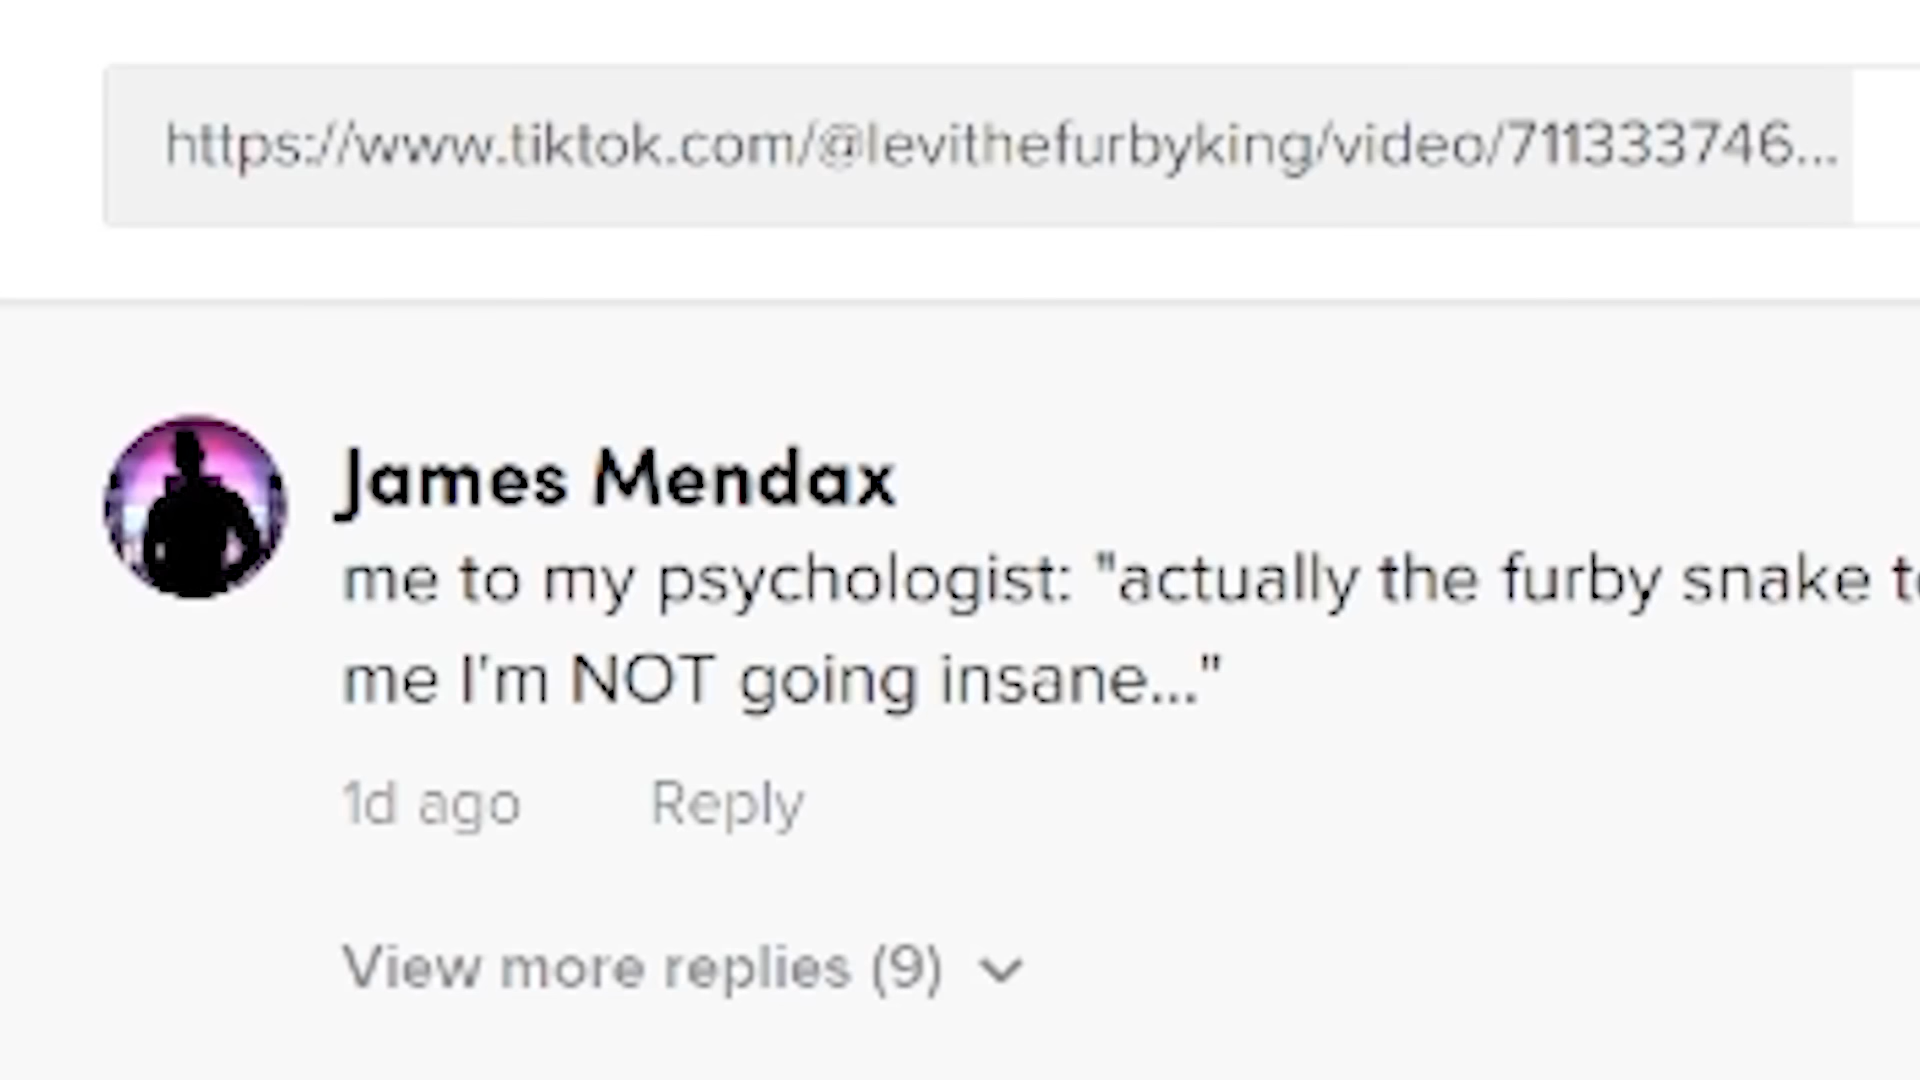 https://www.tiktok.com/@levithefurbyking/video/711333746...
James Mendax
me to my psychologist: "actually the furby snake
me I'm NOT going insane..."
1d ago Reply
View more replies (9)